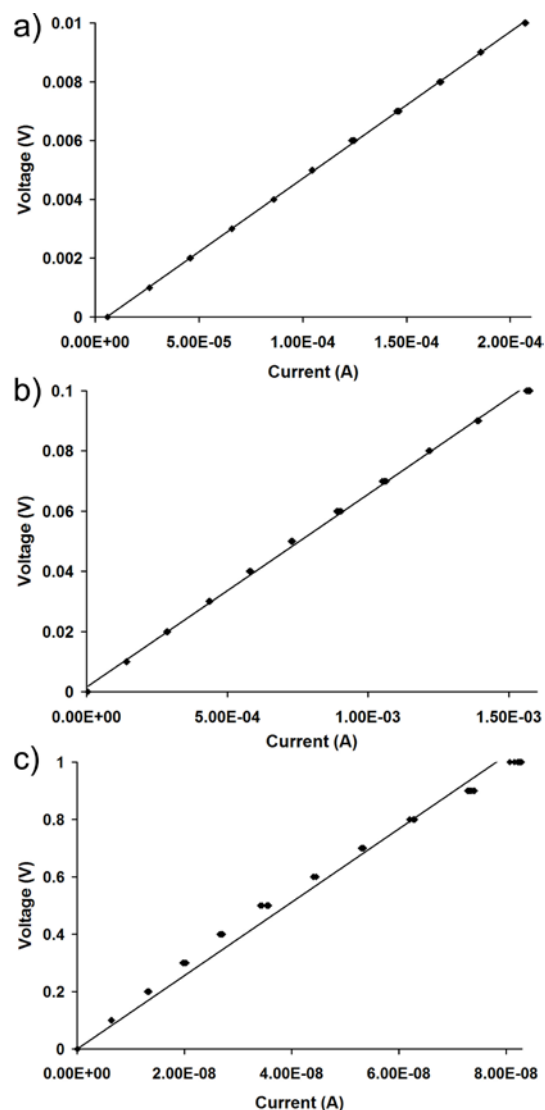 a)
0.01
0.008
0.006
0.004
0.002
0
Voltage (V)
0.00E+00 5.00E-05 1.00E-04 1.50E-04 2.00E-04
Current (A)
b)
0.1
0.08
0.06
0.04
0.02
0
Voltage (V)
0.00E+00 5.00E-04 1.00E-03 1.50E-03
Current (A)
c)
1
0.8
0.6
0.4
0.2
0
Voltage (V)
0.00E+00 2.00E-08 4.00E-08 6.00E-08 8.00E-08
Current (A)